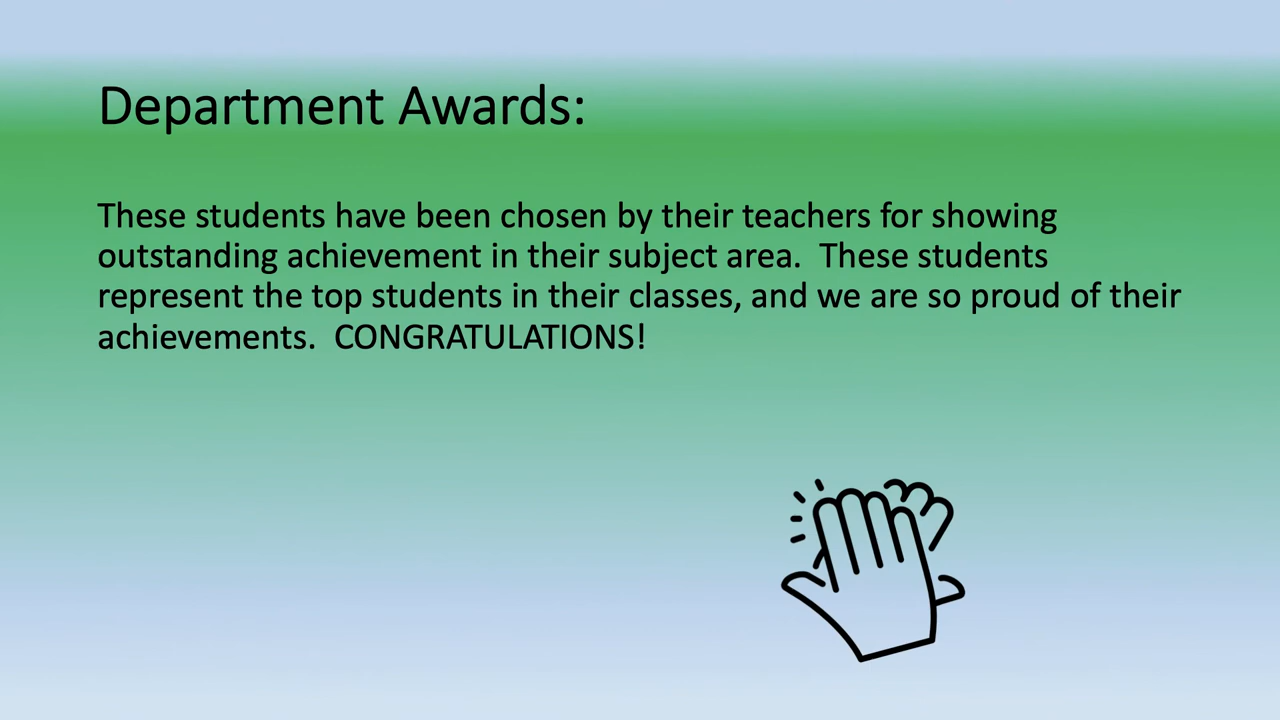 Department Awards:
These students have been chosen by their teachers for showing
outstanding achievement in their subject area.  These students
represent the top students in their classes, and we are so proud of their
achievements.  CONGRATULATIONS!